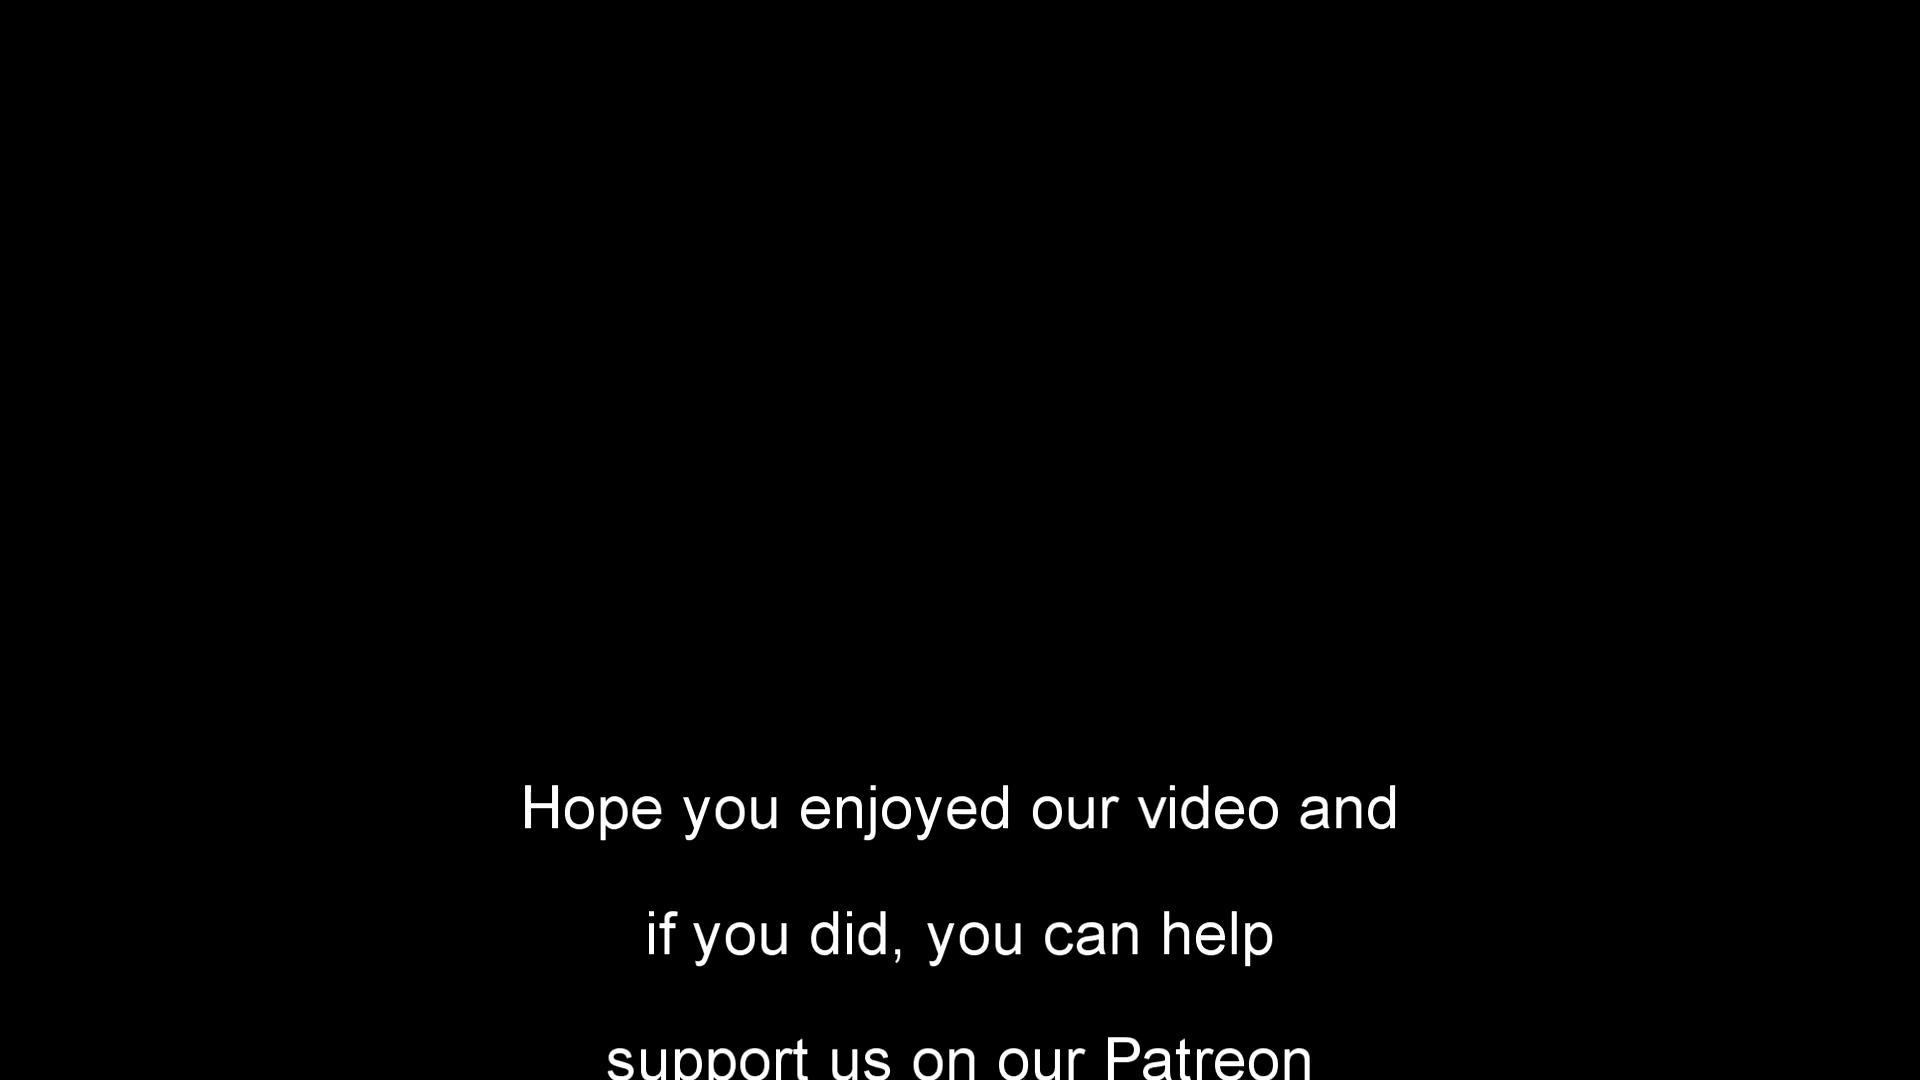 Hope you enjoyed our video and
if you did, you can help
support us on our Patreon